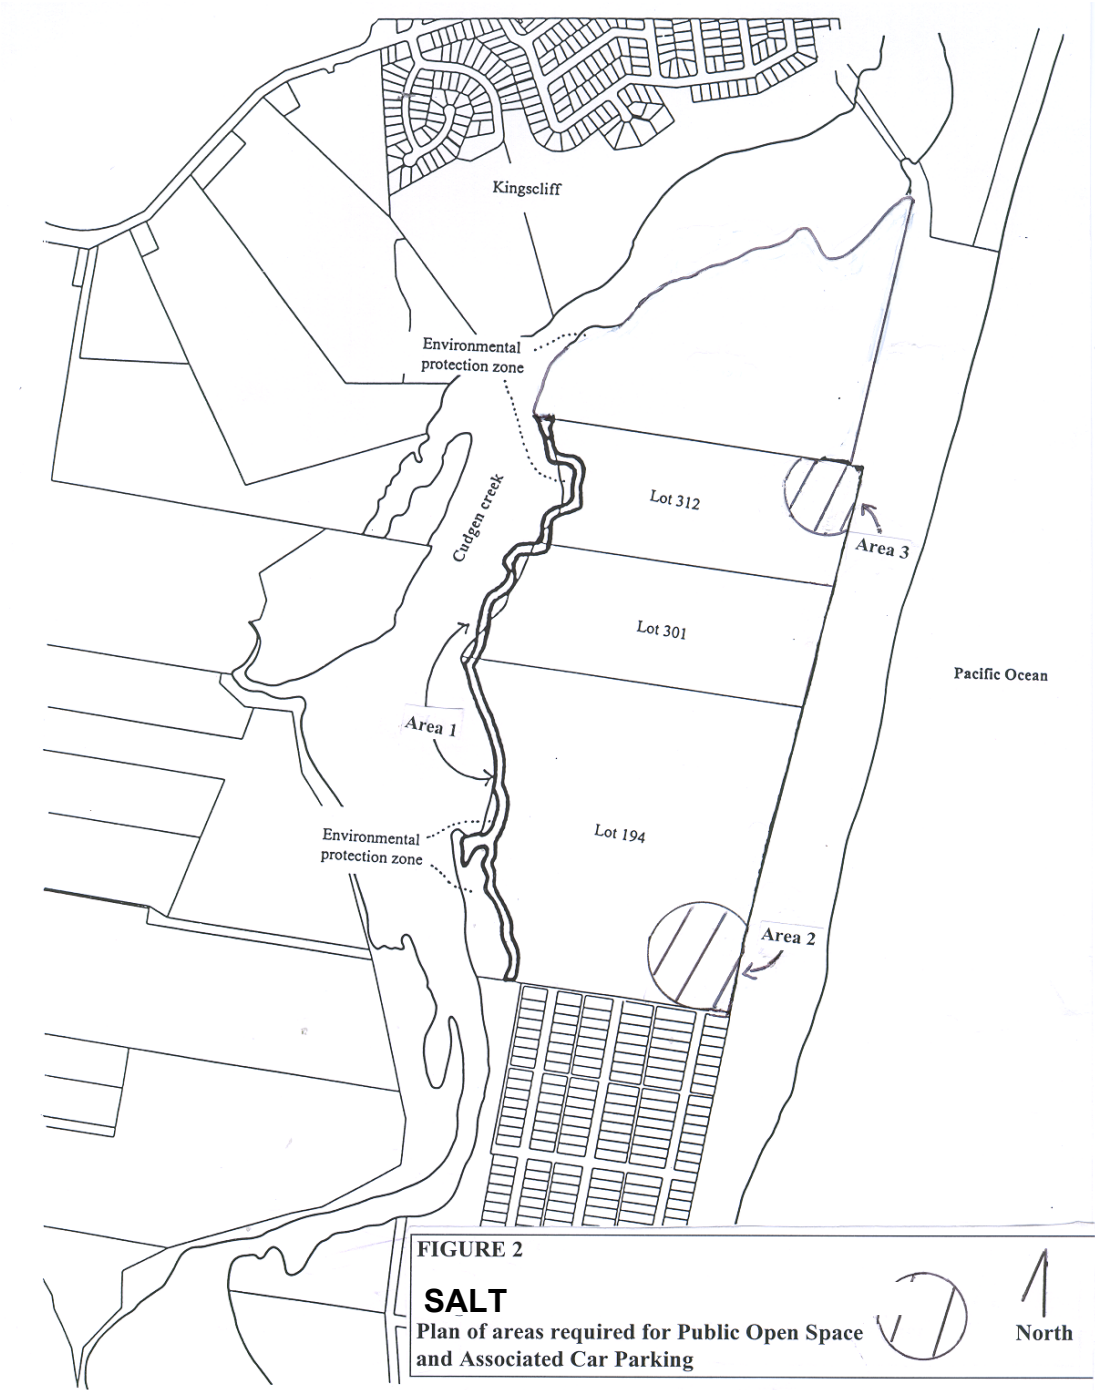 Kingscliff
Environmental
protection zone
Cudgen creek
Lot 312
Area 3
Lot 301
Pacific Ocean
Area 1
Environmental
protection zone
Lot 194
Area 2
FIGURE 2
SALT
Plan of areas required for Public Open Space
and Associated Car Parking
North